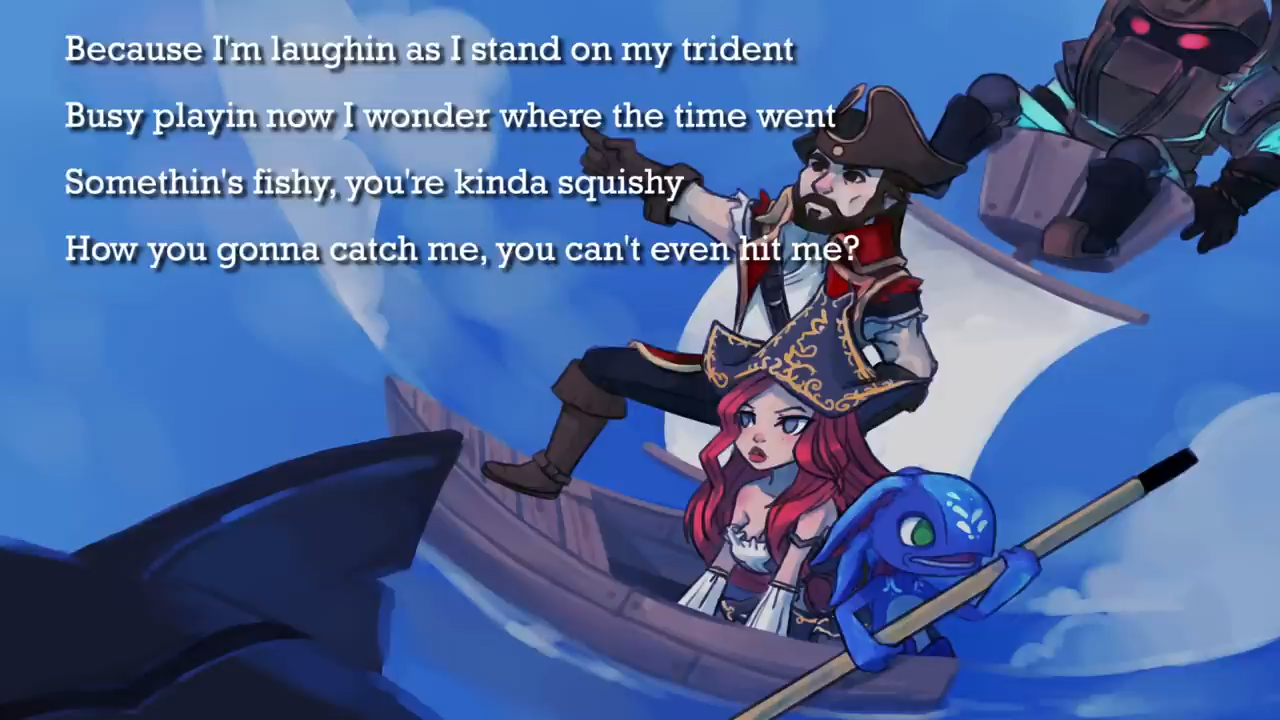 Because I'm laughin as I stand on my trident
Busy playin now I wonder where the time went
Somethin's fishy, you're kinda squishy
How you gonna catch me, you can't even hit me?